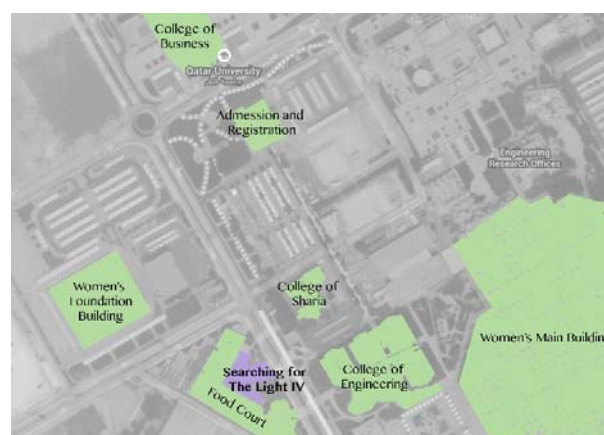 College of
Business
Qatar University
Admission and
Registration
Engineering
Research Offices
Women's
Foundation
Building
College of
Sharia
Women's Main Buildin
Searching for
The Light IV
College of
Engineering
Food Court